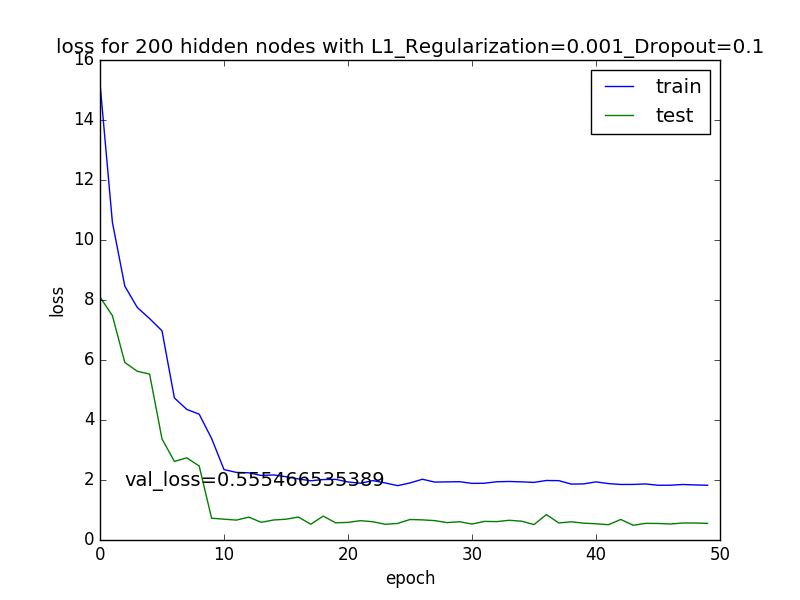 loss for 200 hidden nodes with L1_Regularization=0.001_Dropout=0.1
16
train
test
14
12
10
8
loss
6
4
2
val_loss=0.555466535389
0
0 10 20 30 40 50
epoch